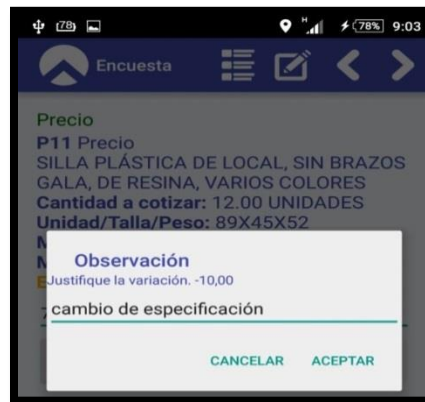 78 H 78% 9:03
Encuesta
Precio
P11 Precio
SILLA PLÁSTICA DE LOCAL, SIN BRAZOS
GALA, DE RESINA, VARIOS COLORES
Cantidad a cotizar: 12.00 UNIDADES
Unidad/Talla/Peso: 89X45X52
Observación
Justifique la variación. -10,00
cambio de especificación
CANCELAR ACEPTAR